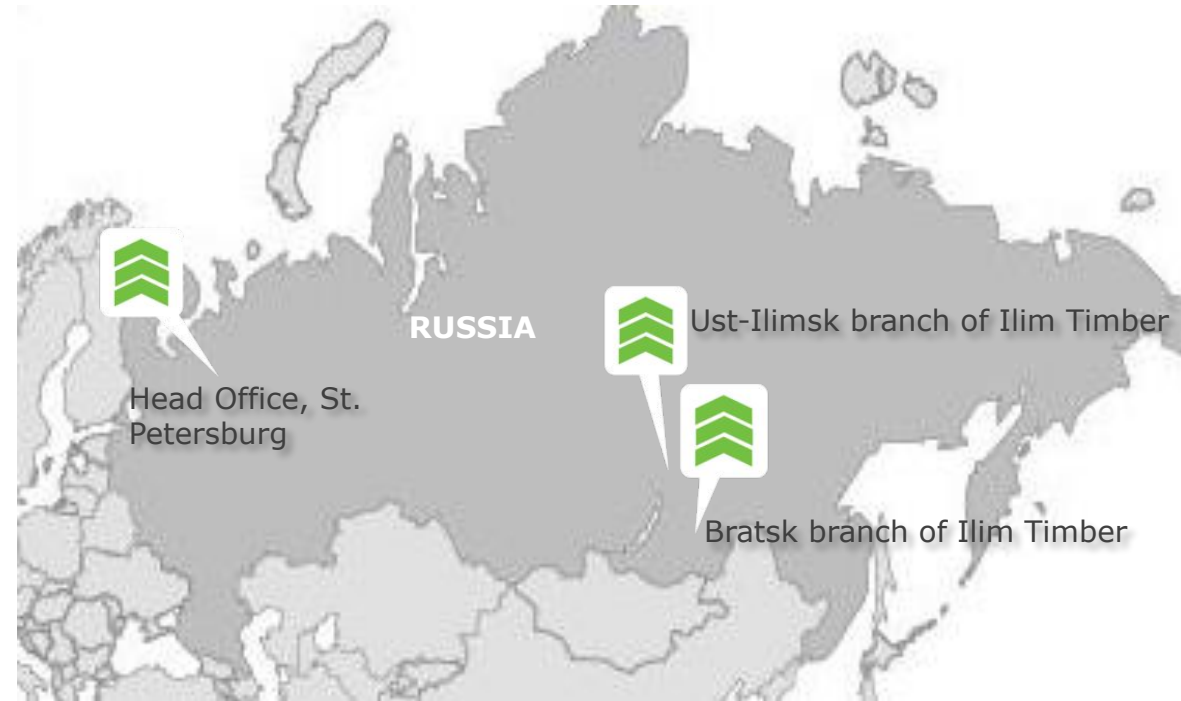 RUSSIA
Ust-Ilimsk branch of Ilim Timber
Head Office, St.
Petersburg
Bratsk branch of Ilim Timber